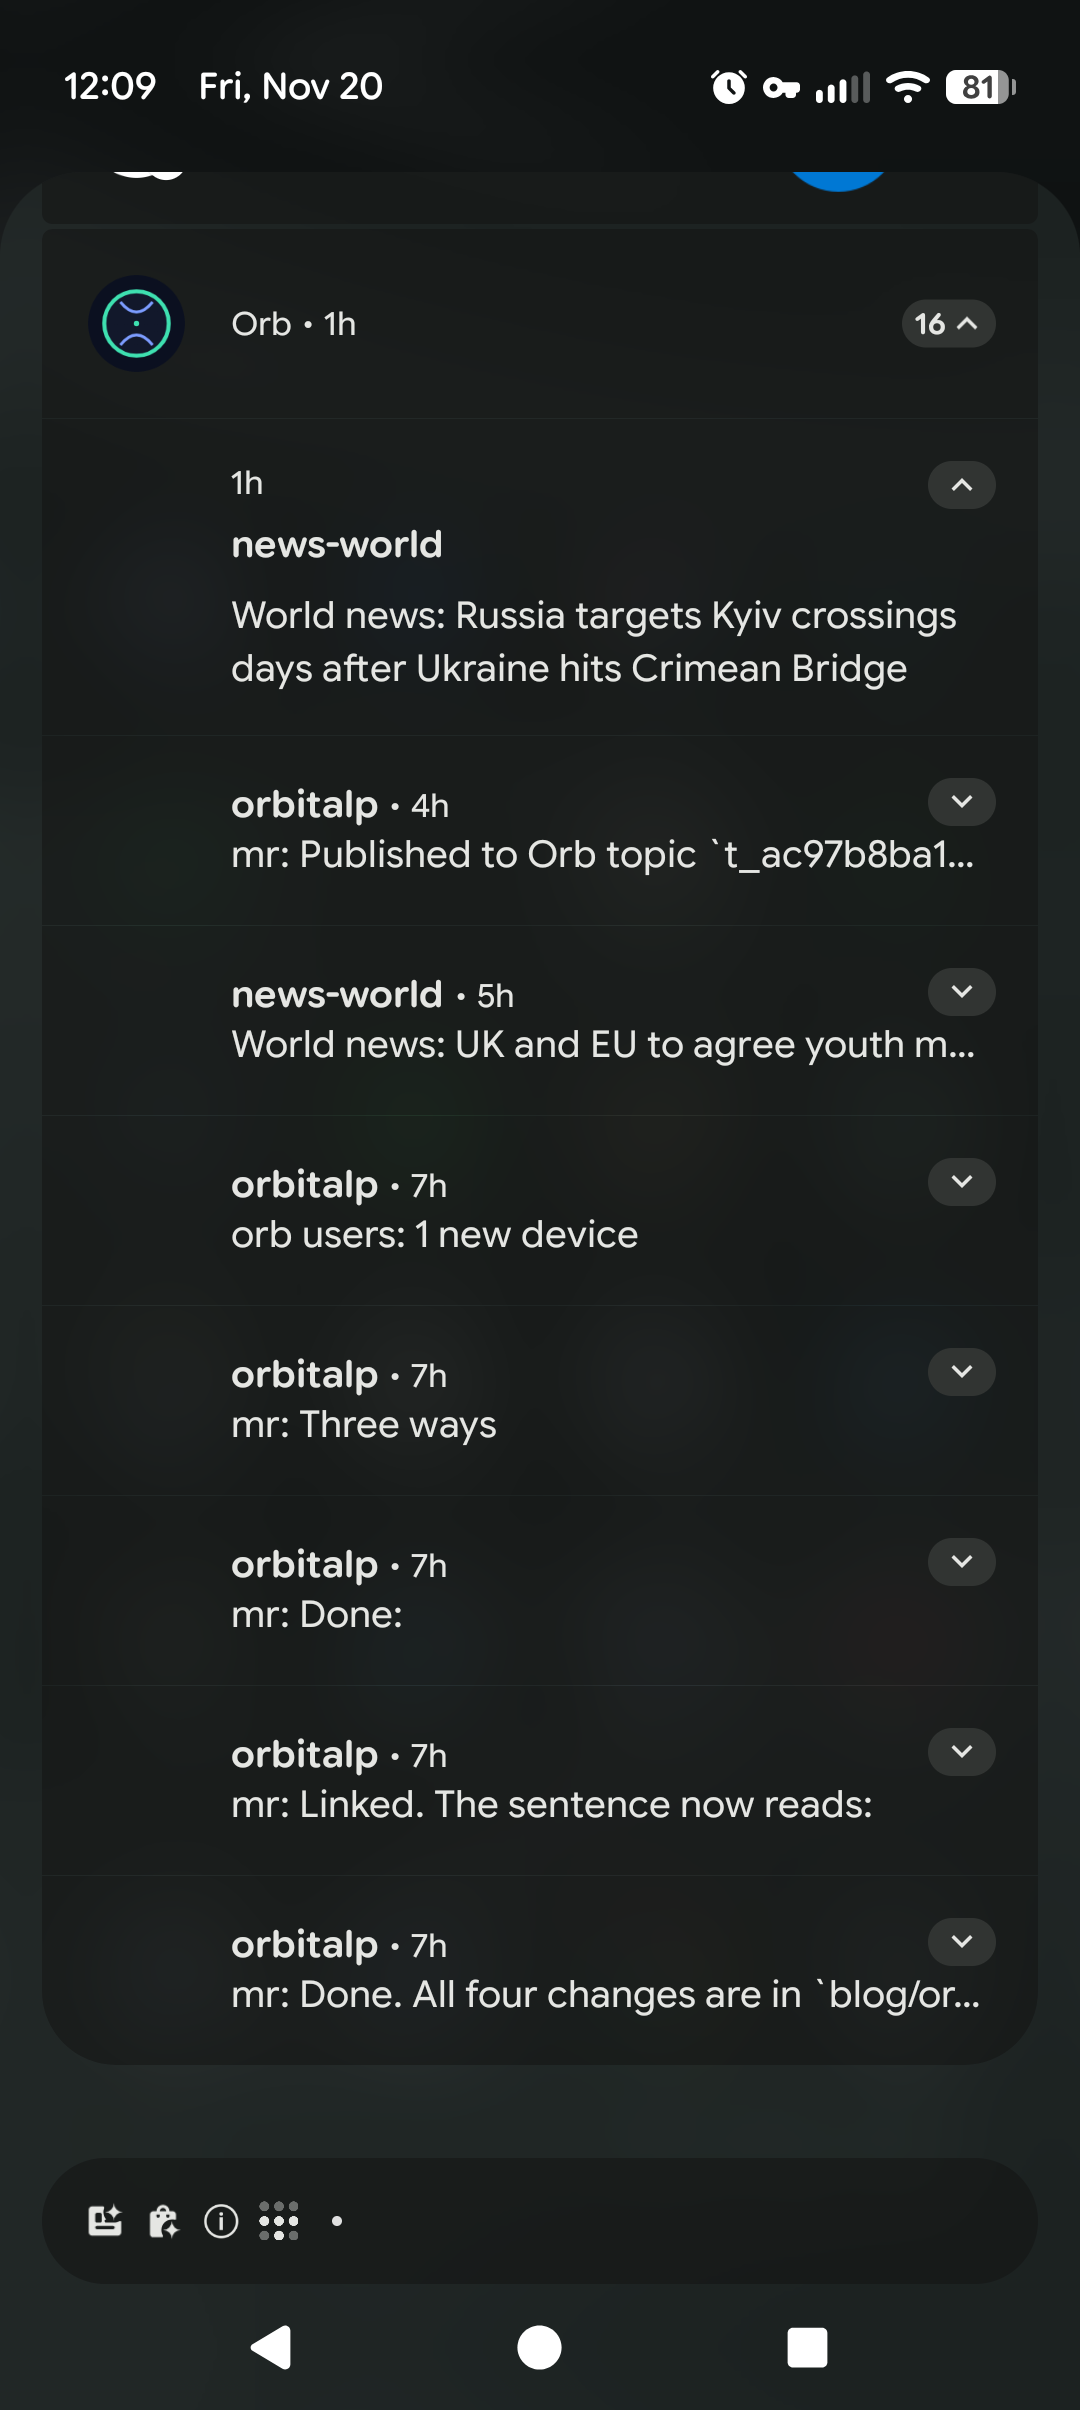 12:09 Fri, Nov 20 81
Orb • 1h 16
1h
news-world
World news: Russia targets Kyiv crossings
days after Ukraine hits Crimean Bridge
orbitalp • 4h
mr: Published to Orb topic `t_ac97b8ba1...
news-world • 5h
World news: UK and EU to agree youth m...
orbitalp • 7h
orb users: 1 new device
orbitalp • 7h
mr: Three ways
orbitalp • 7h
mr: Done:
orbitalp • 7h
mr: Linked. The sentence now reads:
orbitalp • 7h
mr: Done. All four changes are in `blog/or...